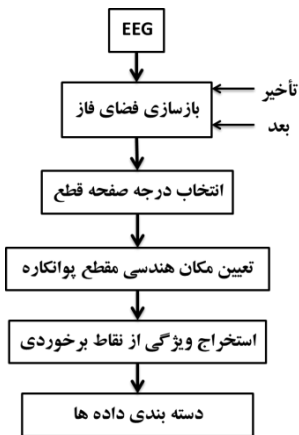 EEG
بازسازی فضای فاز
تأخیر
بعد
انتخاب درجه صفحه قطع
تعیین مکان هندسی مقطع پوانکاره
استخراج ویژگی از نقاط برخوردی
دسته بندی داده ها